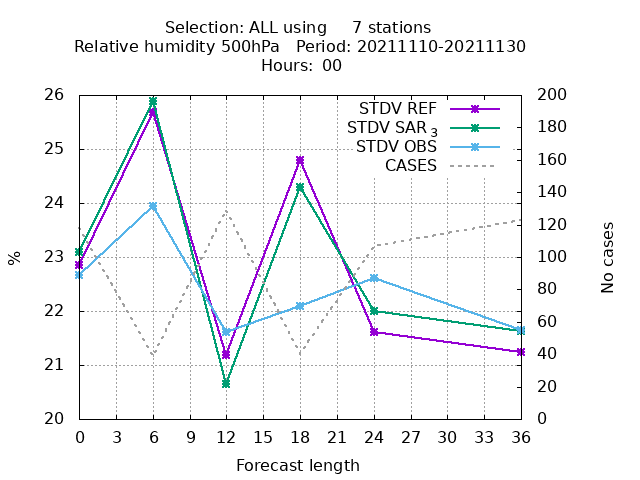 Selection: ALL using     7 stations
Relative humidity 500hPa   Period: 20211110-20211130
Hours: 00
26
25
24
23
22
21
20
%
200
180
160
140
120
100
80
60
40
20
0
No cases
STDV REF
STDV SAR 3
STDV OBS
CASES
0 3 6 9 12 15 18 21 24 27 30 33 36
Forecast length